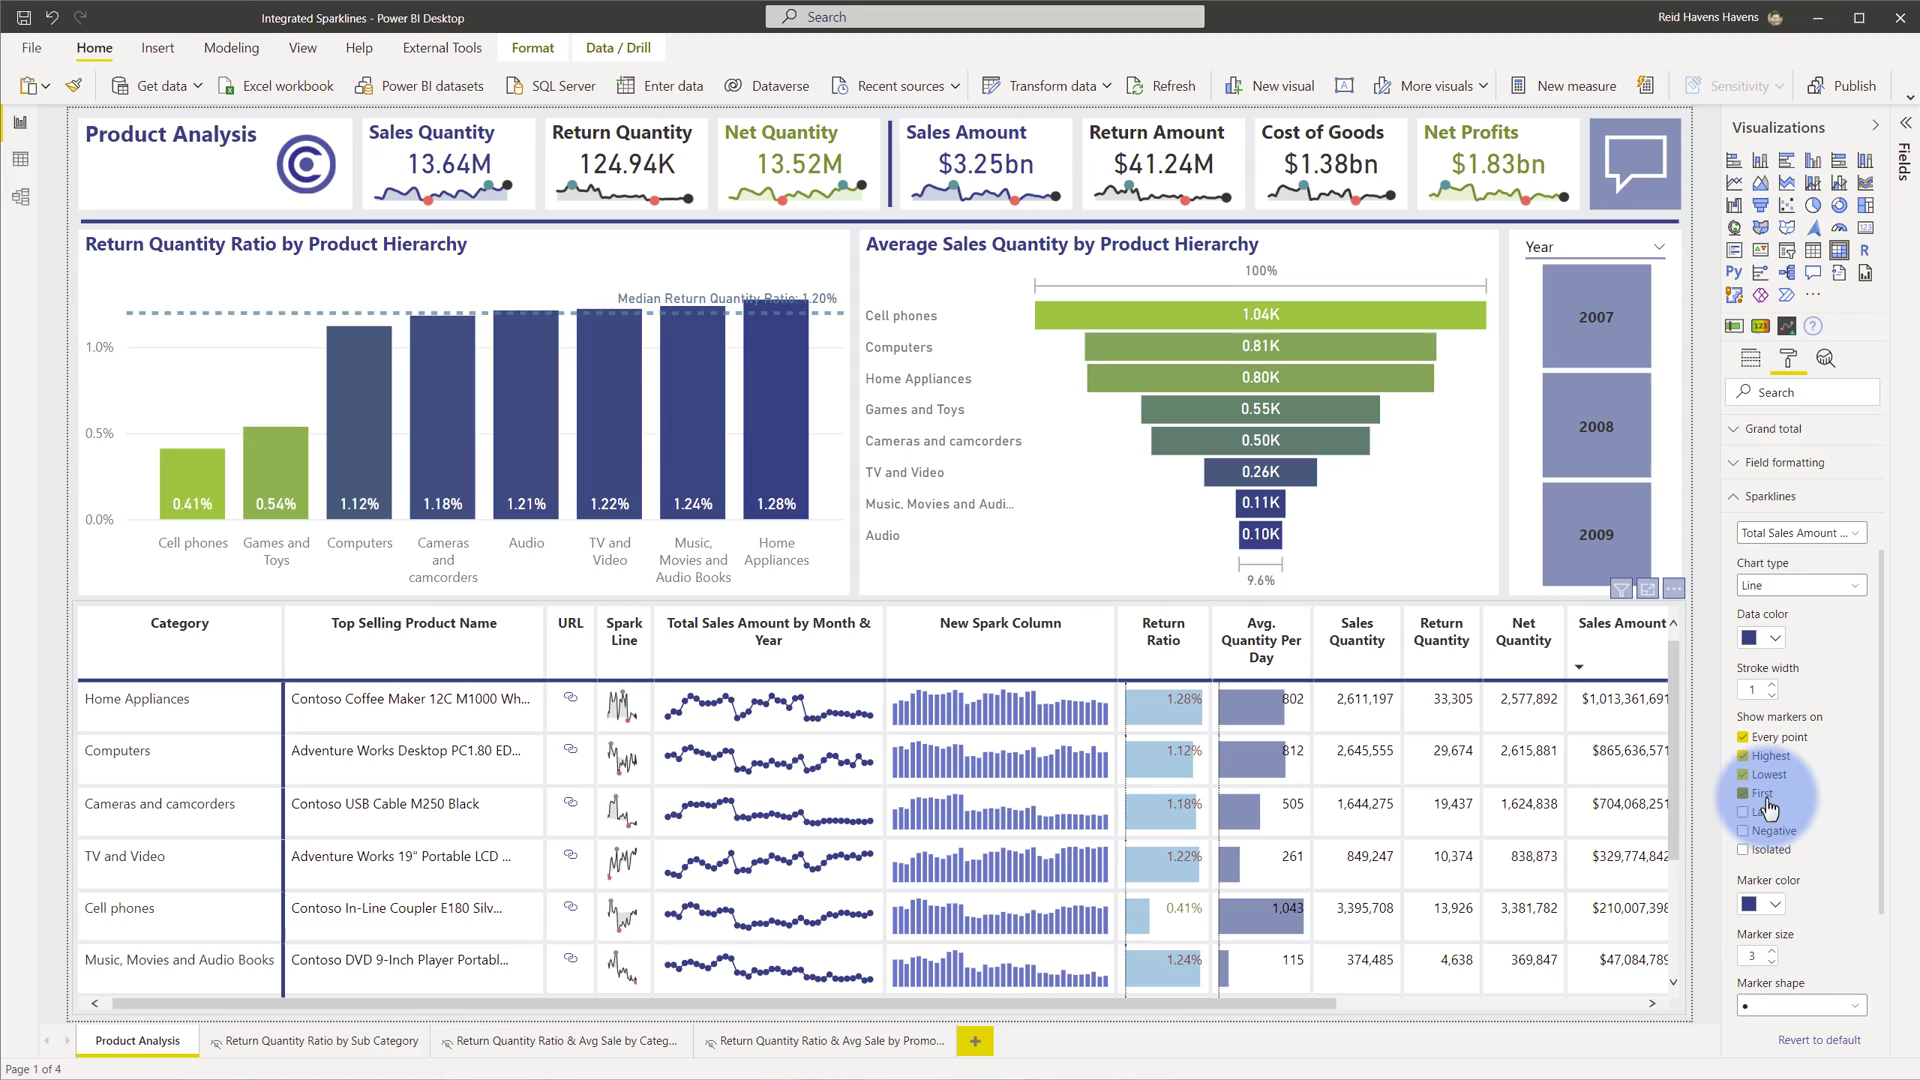 Integrated Sparklines - Power BI Desktop
Search
Reid Havens Havens
File
Home
Insert
Modeling
View
Help
External Tools
Format
Data / Drill
Get data
Excel workbook
Power BI datasets
SQL Server
Enter data
Dataverse
Recent sources
Transform data
Refresh
New visual
More visuals
New measure
Sensitivity
Publish
Product Analysis
Sales Quantity
13.64M
Return Quantity
124.94K
Net Quantity
13.52M
Sales Amount
$3.25bn
Return Amount
$41.24M
Cost of Goods
$1.38bn
Net Profits
$1.83bn
Return Quantity Ratio by Product Hierarchy
Median Return Quantity Ratio: 1.20%
1.0%
0.5%
0.0%
0.41%
0.54%
1.12%
1.18%
1.21%
1.22%
1.24%
1.28%
Cell phones
Games and
Toys
Computers
Cameras
and
camcorders
Audio
TV and
Video
Music,
Movies and
Audio Books
Home
Appliances
Average Sales Quantity by Product Hierarchy
100%
Cell phones
1.04K
Computers
0.81K
Home Appliances
0.80K
Games and Toys
0.55K
Cameras and camcorders
0.50K
TV and Video
0.26K
Music, Movies and Audi...
0.11K
Audio
0.10K
9.6%
Year
2007
2008
2009
Category
Top Selling Product Name
URL
Spark
Line
Total Sales Amount by Month &
Year
New Spark Column
Return
Ratio
Avg.
Quantity Per
Day
Sales
Quantity
Return
Quantity
Net
Quantity
Sales Amount
Home Appliances
Contoso Coffee Maker 12C M1000 Wh...
1.28%
802
2,611,197
33,305
2,577,892
$1,013,361,691
Computers
Adventure Works Desktop PC1.80 ED...
1.12%
812
2,645,555
29,674
2,615,881
$865,636,571
Cameras and camcorders
Contoso USB Cable M250 Black
1.18%
505
1,644,275
19,437
1,624,838
$704,068,251
TV and Video
Adventure Works 19" Portable LCD ...
1.22%
261
849,247
10,374
838,873
$329,774,842
Cell phones
Contoso In-Line Coupler E180 Silv...
0.41%
1,043
3,395,708
13,926
3,381,782
$210,007,398
Music, Movies and Audio Books
Contoso DVD 9-Inch Player Portabl...
1.24%
115
374,485
4,638
369,847
$47,084,789
Visualizations
Fields
R
Py
123
123
Search
Grand total
Field formatting
Sparklines
Total Sales Amount ...
Chart type
Line
Data color
Stroke width
1
Show markers on
Every point
Highest
Lowest
First
Negative
Isolated
Marker color
Marker size
3
Marker shape
Revert to default
Product Analysis
Return Quantity Ratio by Sub Category
Return Quantity Ratio & Avg Sale by Categ...
Return Quantity Ratio & Avg Sale by Promo...
+
Page 1 of 4